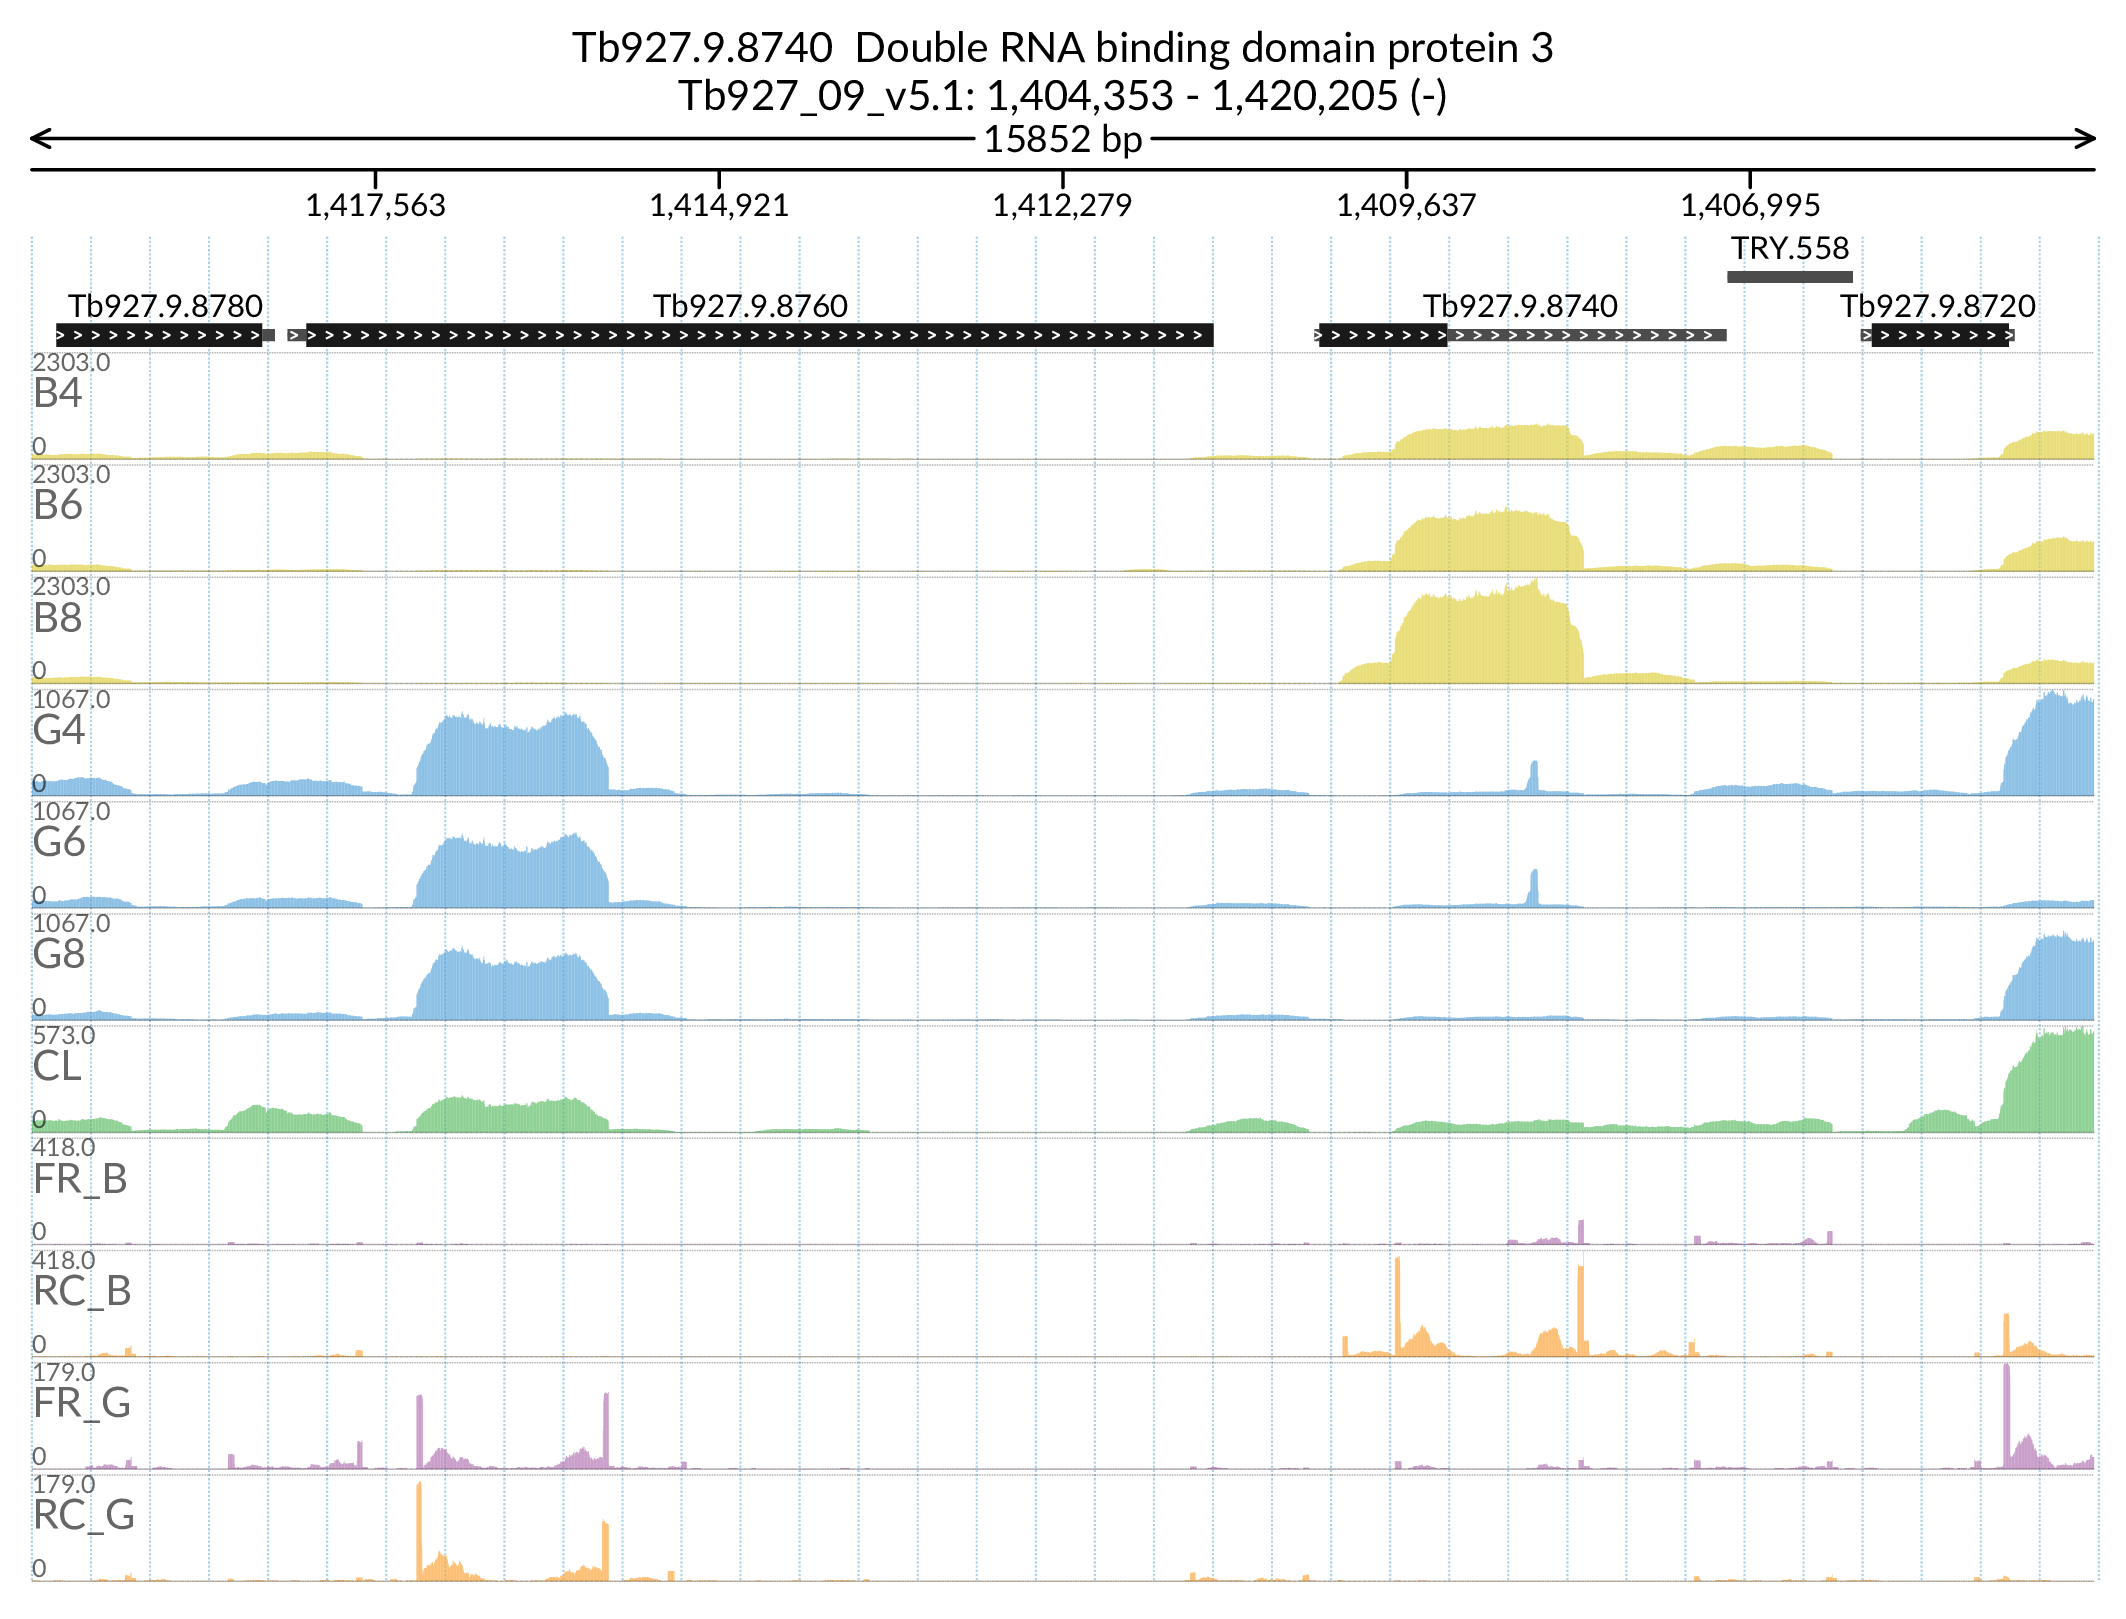 Tb927.9.8740  Double RNA binding domain protein 3
Tb927_09_v5.1: 1,404,353 - 1,420,205 (-)
15852 bp
1,417,563 1,414,921 1,412,279 1,409,637 1,406,995
TRY.558
Tb927.9.8780 Tb927.9.8760 Tb927.9.8740 Tb927.9.8720
2303.0
B4
0
2303.0
B6
0
2303.0
B8
0
1067.0
G4
0
1067.0
G6
0
1067.0
G8
0
573.0
CL
0
418.0
FR_B
0
418.0
RC_B
0
179.0
FR_G
0
179.0
RC_G
0